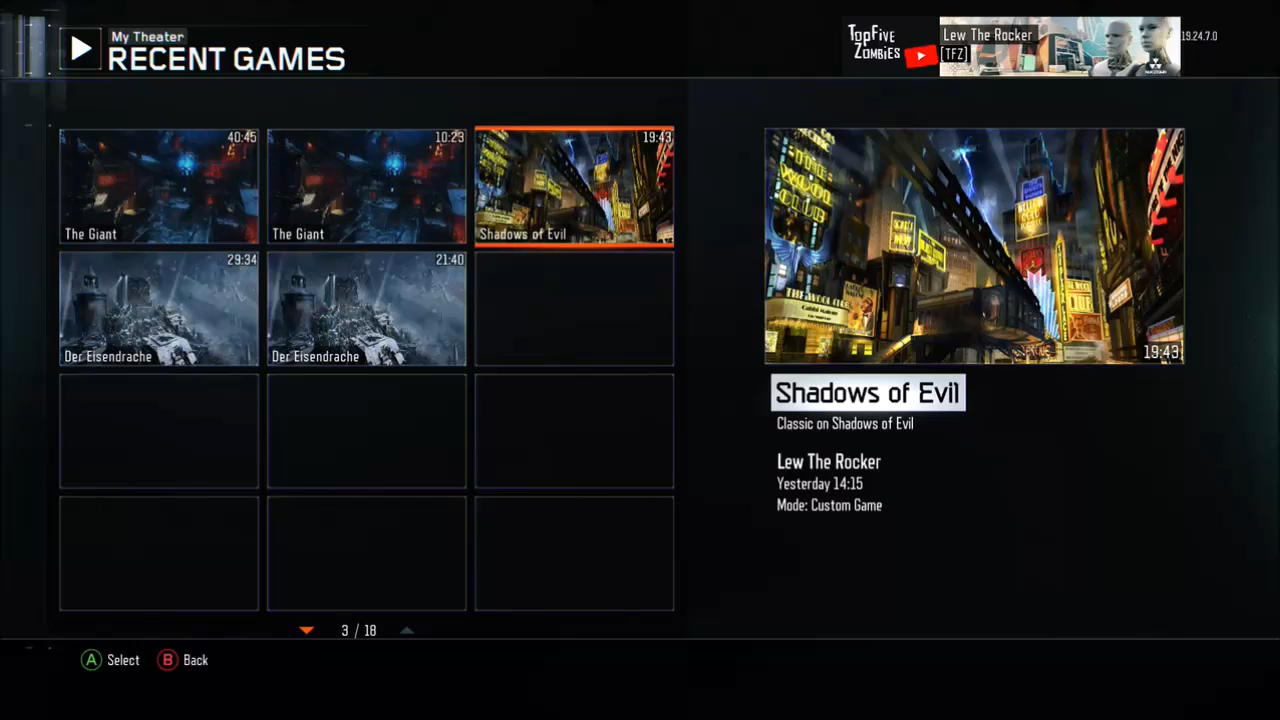 My Theater
RECENT GAMES
TOPFIVE
ZOMBIES
Lew The Rocker
[TFZ]
19.24.7.0
40:45
The Giant
10:23
The Giant
19:43
Shadows of Evil
29:34
Der Eisendrache
21:40
Der Eisendrache
19:43
Shadows of Evil
Classic on Shadows of Evil
Lew The Rocker
Yesterday 14:15
Mode: Custom Game
3 / 18
A Select
B Back